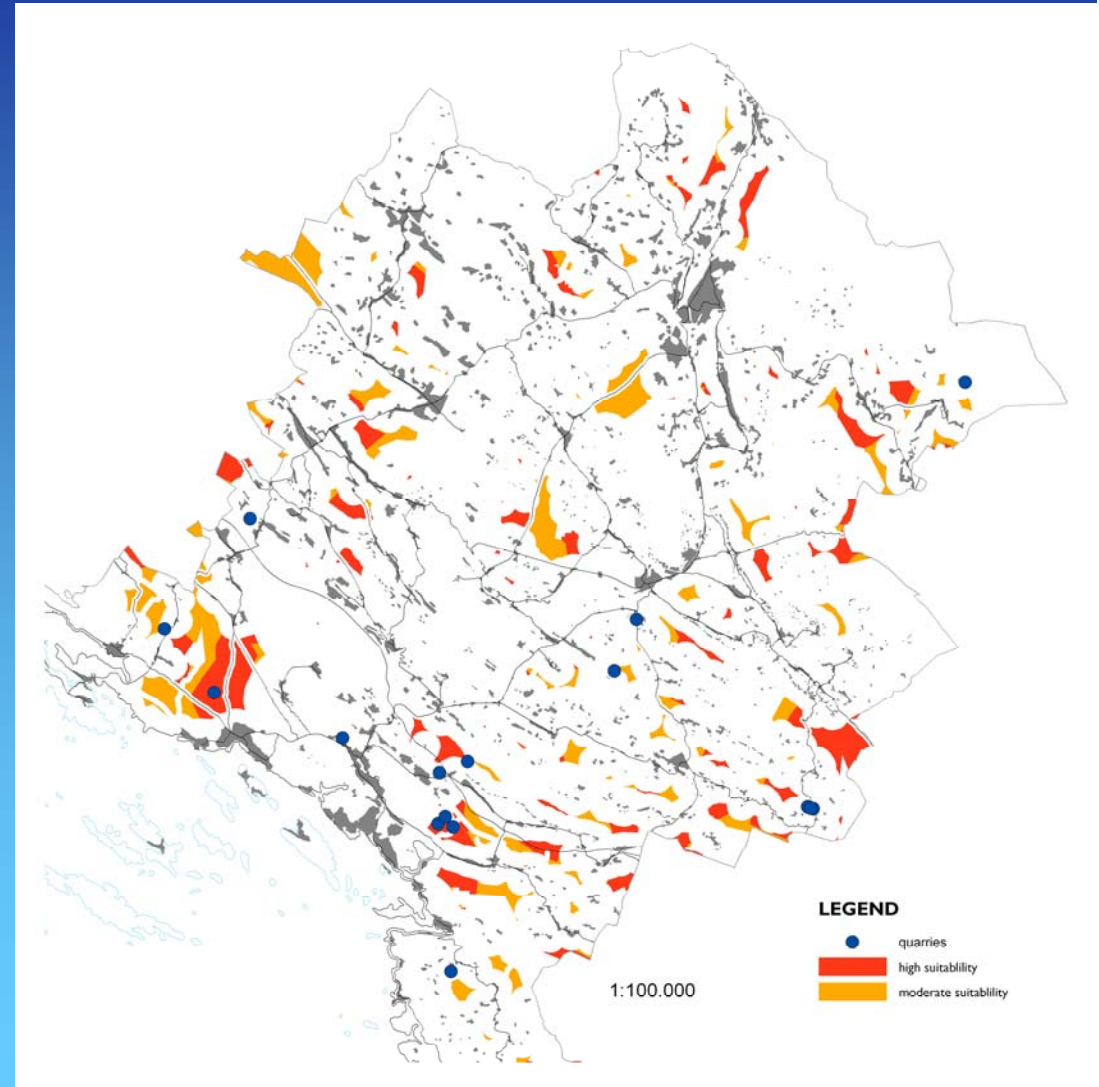 LEGEND
quarries
high suitablility
moderate suitablility
1:100.000